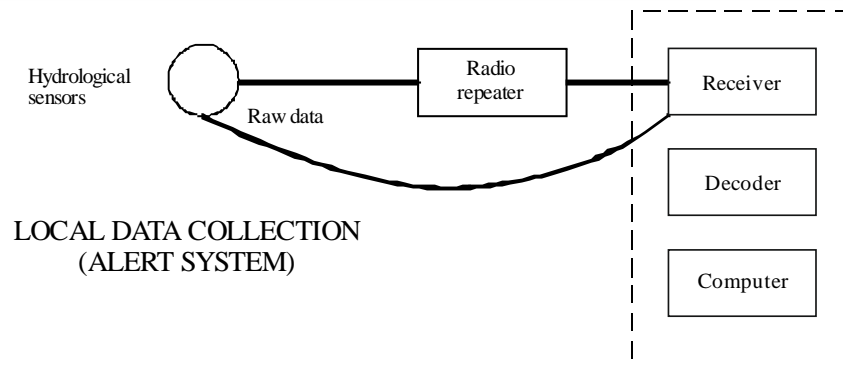 Hydrological
sensors
Raw data
Radio
repeater
Receiver
Decoder
Computer
LOCAL DATA COLLECTION
(ALERT SYSTEM)